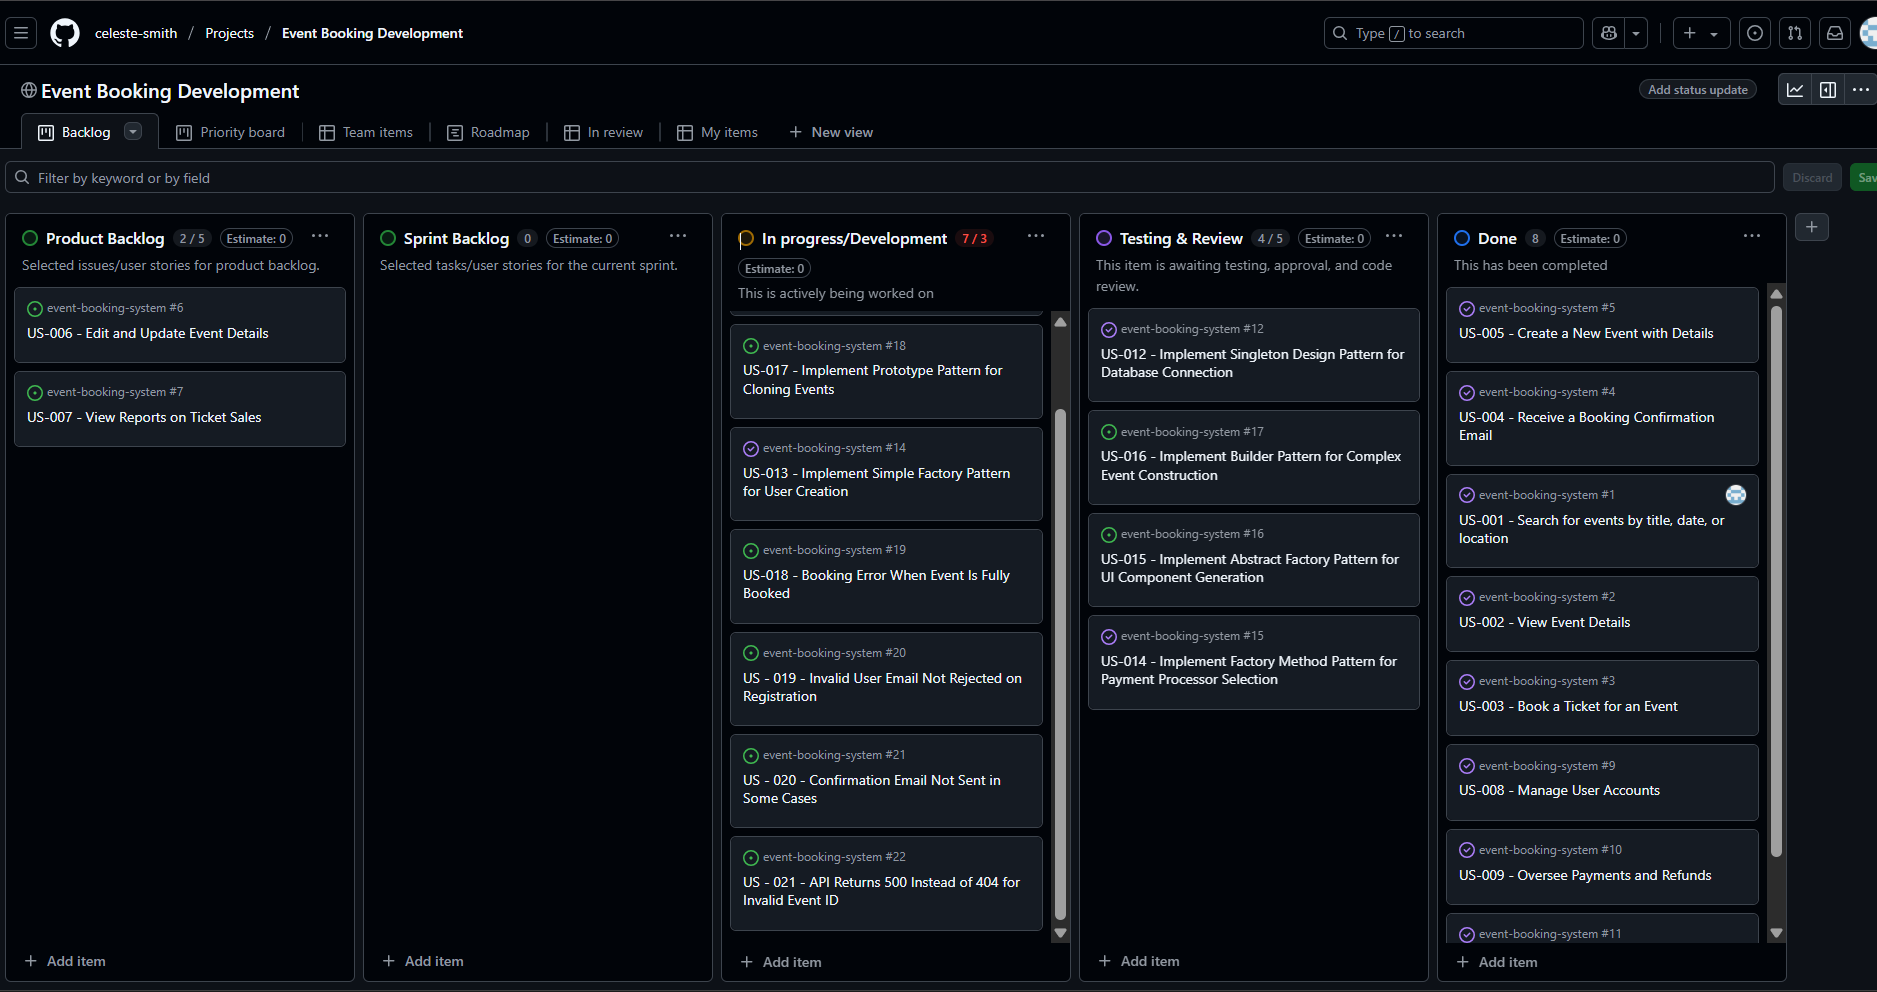 celeste-smith / Projects / Event Booking Development
Type / to search
Event Booking Development
Add status update
Backlog
Priority board
Team items
Roadmap
In review
My items
New view
Filter by keyword or by field
Discard
Sav
Product Backlog 2 / 5 Estimate: 0
Selected issues/user stories for product backlog.
event-booking-system #6
US-006 - Edit and Update Event Details
event-booking-system #7
US-007 - View Reports on Ticket Sales
Add item
Sprint Backlog 0 Estimate: 0
Selected tasks/user stories for the current sprint.
Add item
In progress/Development 7 / 3
Estimate: 0
This is actively being worked on
event-booking-system #18
US-017 - Implement Prototype Pattern for
Cloning Events
event-booking-system #14
US-013 - Implement Simple Factory Pattern
for User Creation
event-booking-system #19
US-018 - Booking Error When Event Is Fully
Booked
event-booking-system #20
US - 019 - Invalid User Email Not Rejected on
Registration
event-booking-system #21
US - 020 - Confirmation Email Not Sent in
Some Cases
event-booking-system #22
US - 021 - API Returns 500 Instead of 404 for
Invalid Event ID
Add item
Testing & Review 4 / 5 Estimate: 0
This item is awaiting testing, approval, and code
review.
event-booking-system #12
US-012 - Implement Singleton Design Pattern for
Database Connection
event-booking-system #17
US-016 - Implement Builder Pattern for Complex
Event Construction
event-booking-system #16
US-015 - Implement Abstract Factory Pattern for
UI Component Generation
event-booking-system #15
US-014 - Implement Factory Method Pattern for
Payment Processor Selection
Add item
Done 8 Estimate: 0
This has been completed
event-booking-system #5
US-005 - Create a New Event with Details
event-booking-system #4
US-004 - Receive a Booking Confirmation
Email
event-booking-system #1
US-001 - Search for events by title, date, or
location
event-booking-system #2
US-002 - View Event Details
event-booking-system #3
US-003 - Book a Ticket for an Event
event-booking-system #9
US-008 - Manage User Accounts
event-booking-system #10
US-009 - Oversee Payments and Refunds
event-booking-system #11
Add item